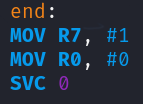 end:
MOV R7, #1
MOV R0, #0
SVC 0